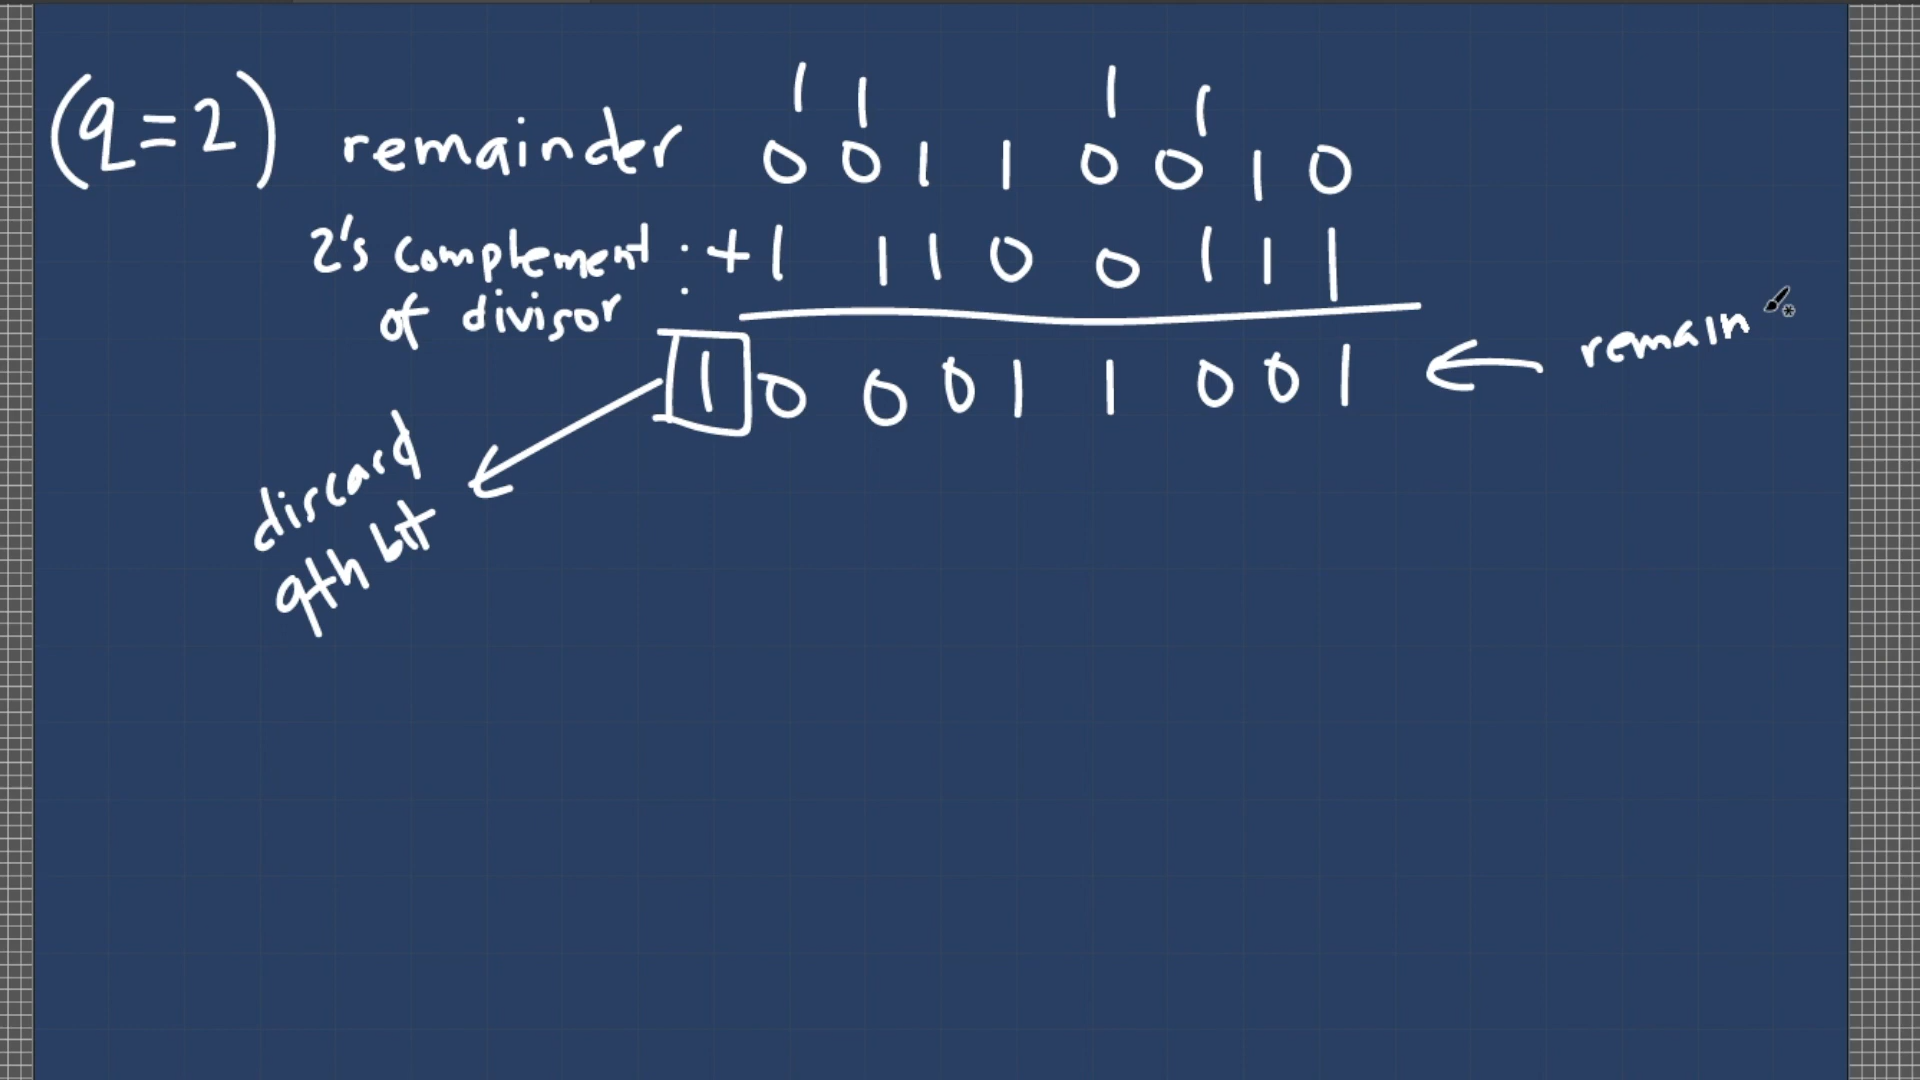 1 1 1 1
(q=2) remainder 0 0 1 1 0 0 1 0
2's complement : + 1 1 1 0 0 1 1 1
of divisor :
1 0 0 0 1 1 0 0 1 ← remain
discard
9th bit